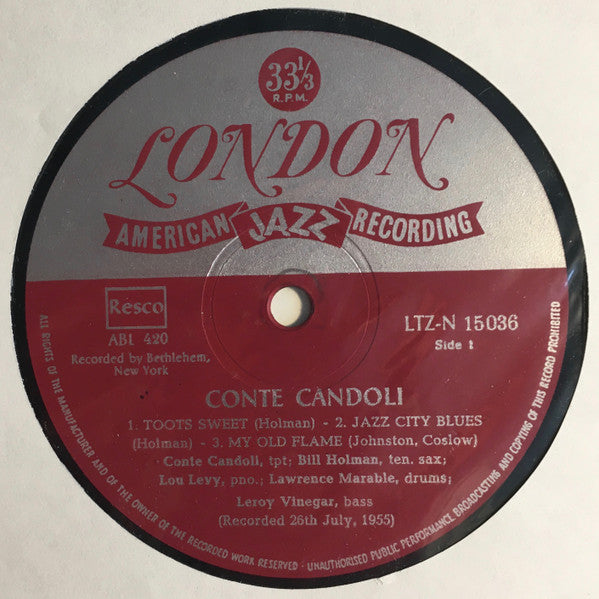 33⅓
R.P.M.
LONDON
AMERICAN JAZZ RECORDING
Resco
ABL 420
Recorded by Bethlehem,
New York
LTZ-N 15036
Side 1
CONTE CANDOLI
1. TOOTS SWEET (Holman) - 2. JAZZ CITY BLUES
(Holman) - 3. MY OLD FLAME (Johnston, Coslow)
Conte Candoli, tpt; Bill Holman, ten. sax;
Lou Levy, pno.; Lawrence Marable, drums;
Leroy Vinegar, bass
(Recorded 26th July, 1955)
ALL RIGHTS OF THE MANUFACTURER AND OF THE OWNER OF THE RECORDED WORK RESERVED · UNAUTHORISED PUBLIC PERFORMANCE BROADCASTING AND COPYING OF THIS RECORD PROHIBITED